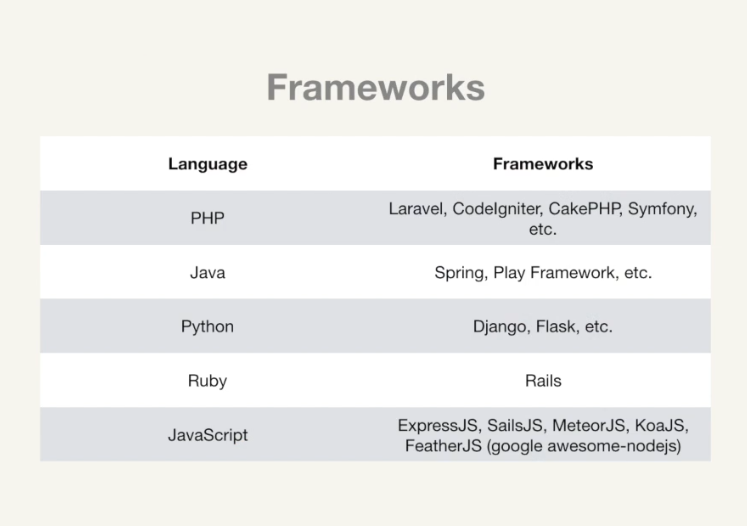 Frameworks
Language Frameworks
PHP Laravel, CodeIgniter, CakePHP, Symfony,
etc.
Java Spring, Play Framework, etc.
Python Django, Flask, etc.
Ruby Rails
JavaScript ExpressJS, SailsJS, MeteorJS, KoaJS,
FeatherJS (google awesome-nodejs)